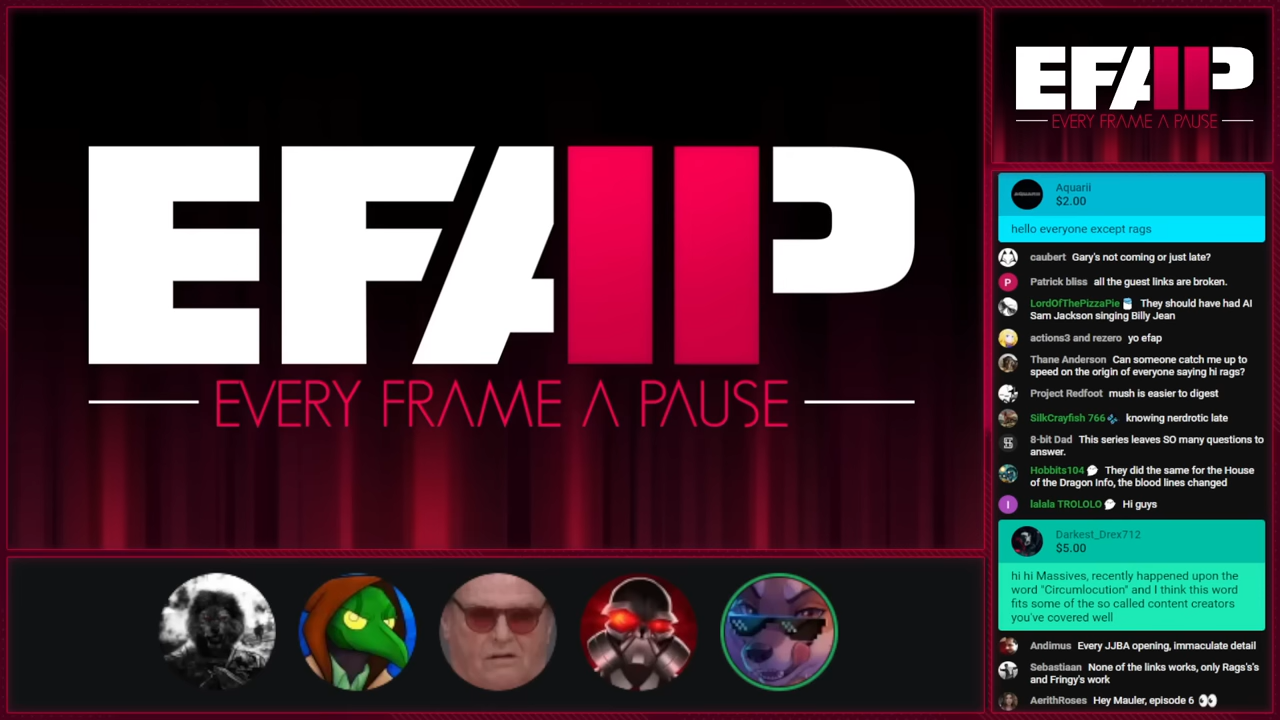 EFAP
EVERY FRAME A PAUSE
EFAP
EVERY FRAME A PAUSE
Aquarii
$2.00
hello everyone except rags
caubert Gary's not coming or just late?
Patrick bliss all the guest links are broken.
LordOfThePizzaPie They should have had AI
Sam Jackson singing Billy Jean
actions3 and rezero yo efap
Thane Anderson Can someone catch me up to
speed on the origin of everyone saying hi rags?
Project Redfoot mush is easier to digest
SilkCrayfish 766 knowing nerdrotic late
8-bit Dad This series leaves SO many questions to
answer.
Hobbits104 They did the same for the House
of the Dragon Info, the blood lines changed
lalala TROLOLO Hi guys
Darkest_Drex712
$5.00
hi hi Massives, recently happened upon the
word "Circumlocution" and I think this word
fits some of the so called content creators
you've covered well
Andimus Every JJBA opening, immaculate detail
Sebastiaan None of the links works, only Rags's's
and Fringy's work
AerithRoses Hey Mauler, episode 6 👀